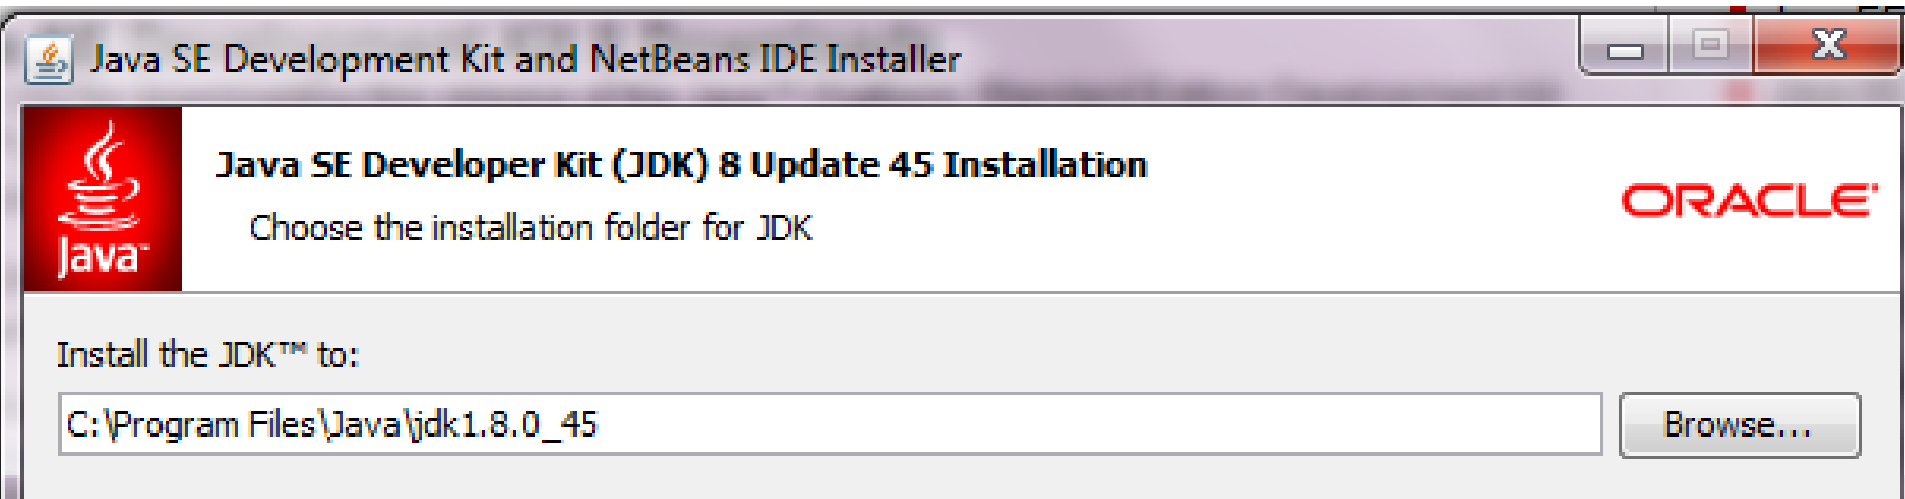 Java SE Development Kit and NetBeans IDE Installer
Java™
Java SE Developer Kit (JDK) 8 Update 45 Installation
Choose the installation folder for JDK
ORACLE®
Install the JDK™ to:
C:\Program Files\Java\jdk1.8.0_45
Browse...